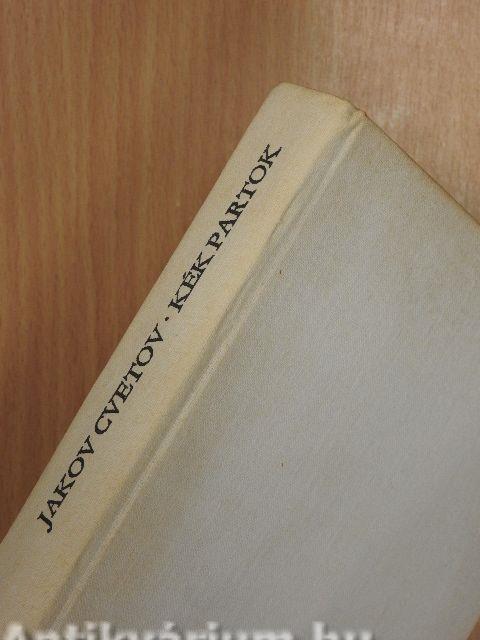 JAKOV CVETOV · KÉK PARTOK
Antikvárium.hu